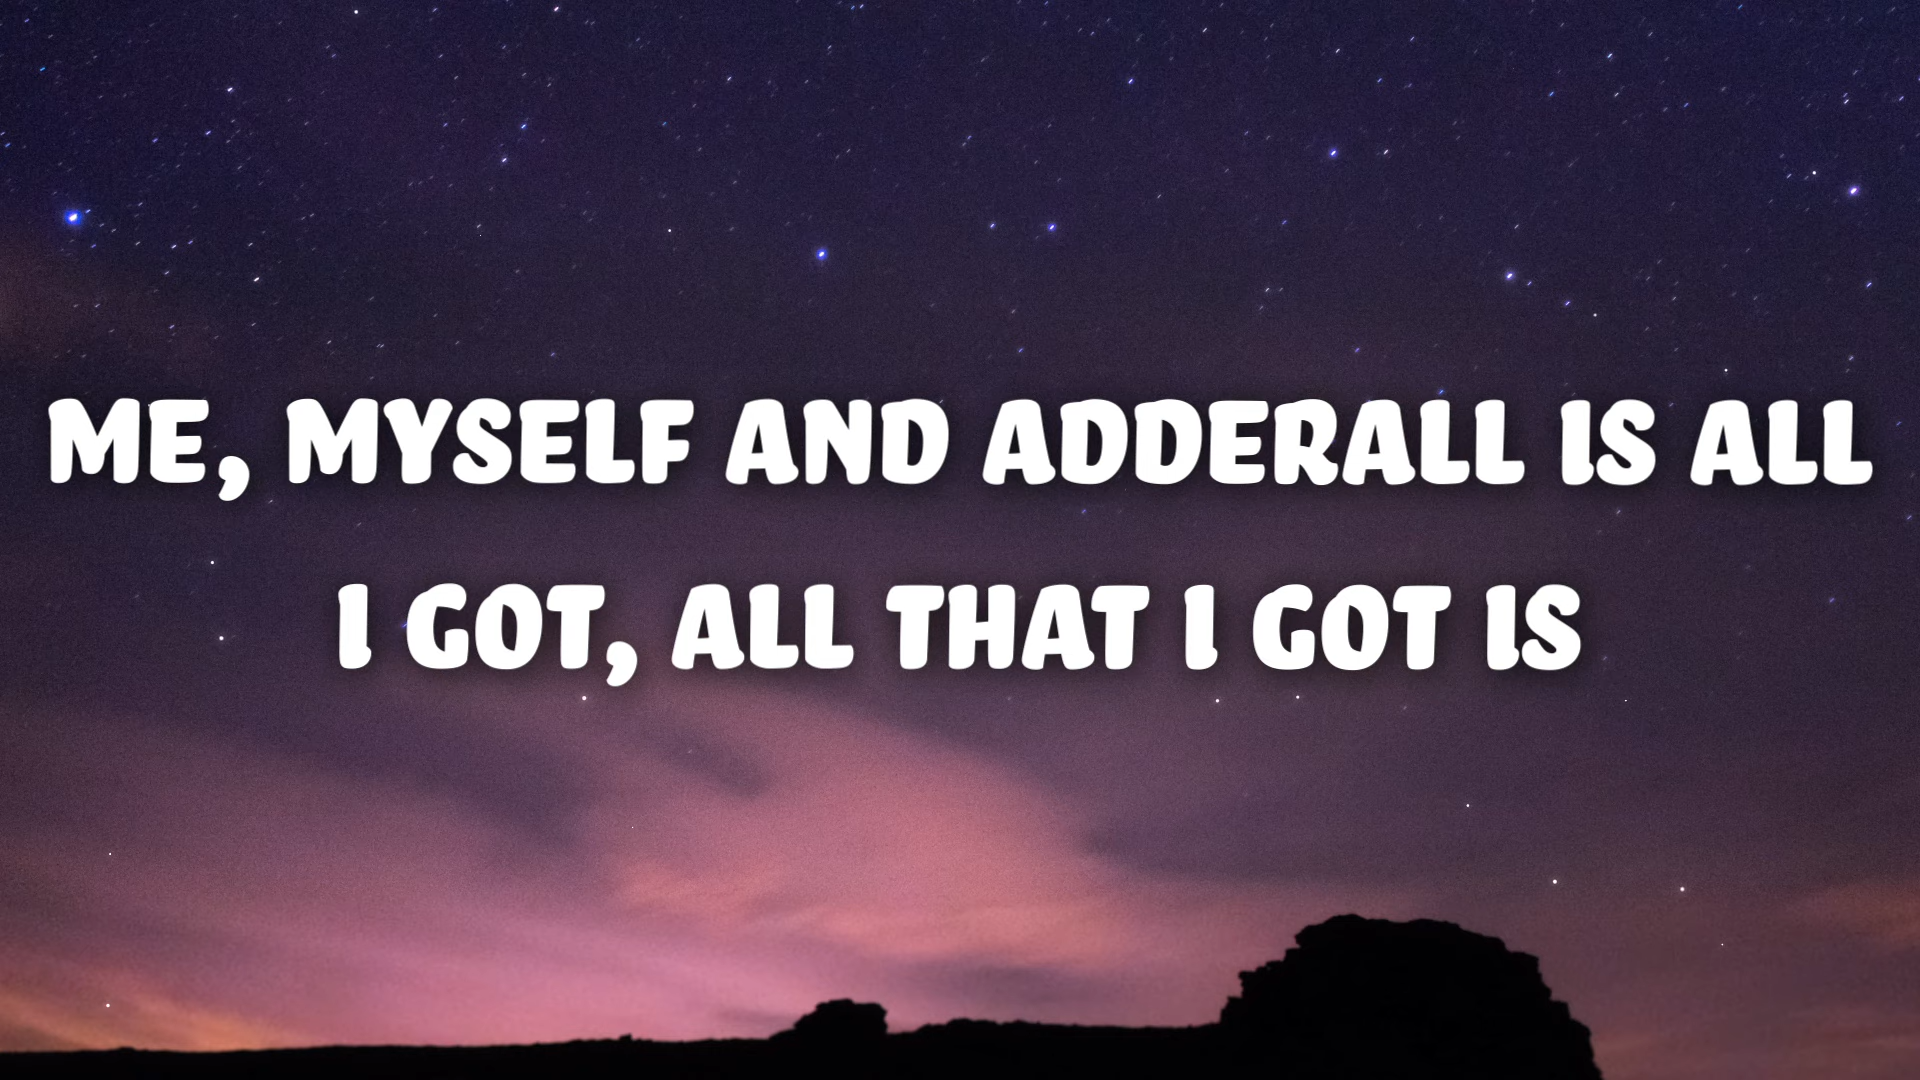 ME, MYSELF AND ADDERALL IS ALL
I GOT, ALL THAT I GOT IS